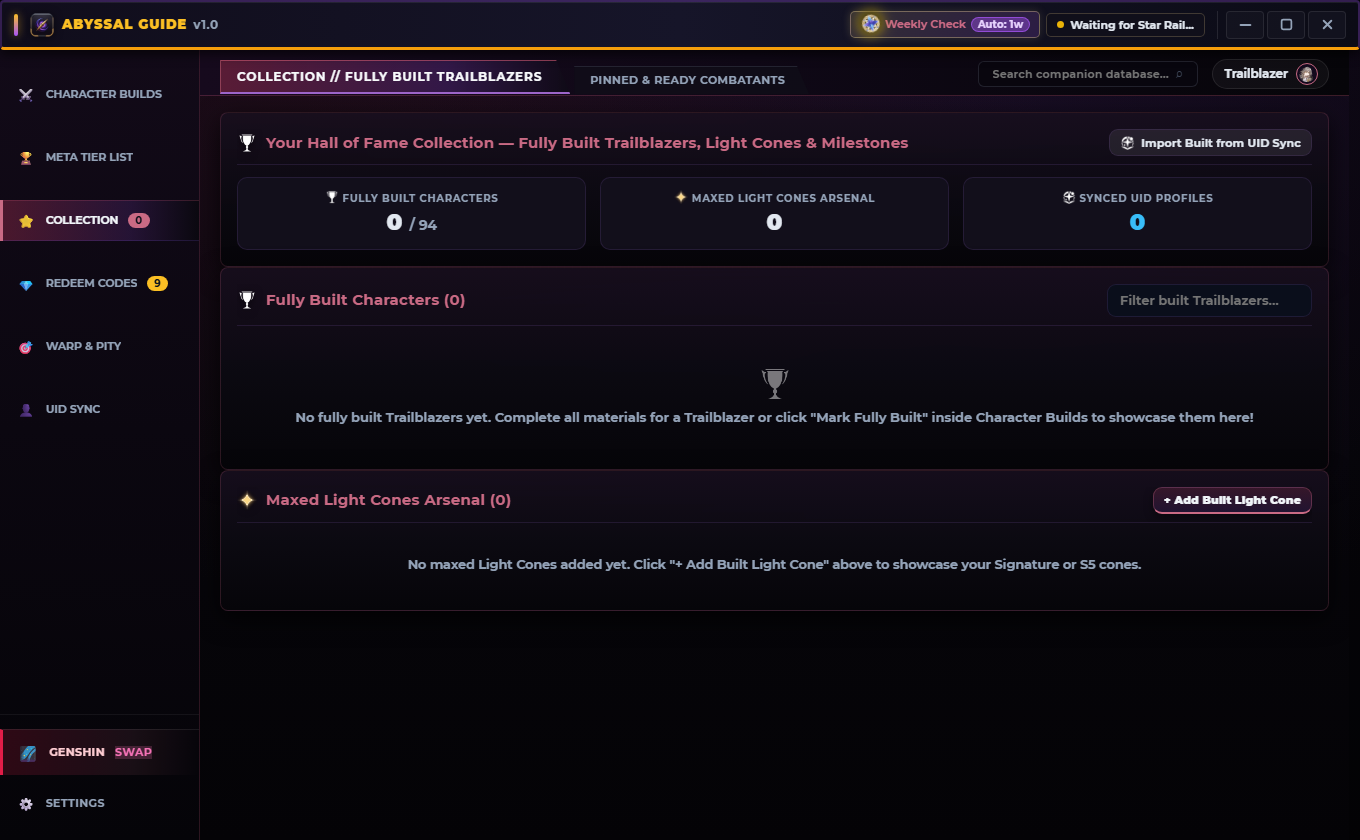 ABYSSAL GUIDE v1.0
Weekly Check Auto: 1w
Waiting for Star Rail...
CHARACTER BUILDS
META TIER LIST
COLLECTION 0
REDEEM CODES 9
WARP & PITY
UID SYNC
GENSHIN SWAP
SETTINGS
COLLECTION // FULLY BUILT TRAILBLAZERS
PINNED & READY COMBATANTS
Search companion database...
Trailblazer
Your Hall of Fame Collection — Fully Built Trailblazers, Light Cones & Milestones
Import Built from UID Sync
FULLY BUILT CHARACTERS
0 / 94
MAXED LIGHT CONES ARSENAL
0
SYNCED UID PROFILES
0
Fully Built Characters (0)
Filter built Trailblazers...
No fully built Trailblazers yet. Complete all materials for a Trailblazer or click "Mark Fully Built" inside Character Builds to showcase them here!
Maxed Light Cones Arsenal (0)
+ Add Built Light Cone
No maxed Light Cones added yet. Click "+ Add Built Light Cone" above to showcase your Signature or S5 cones.